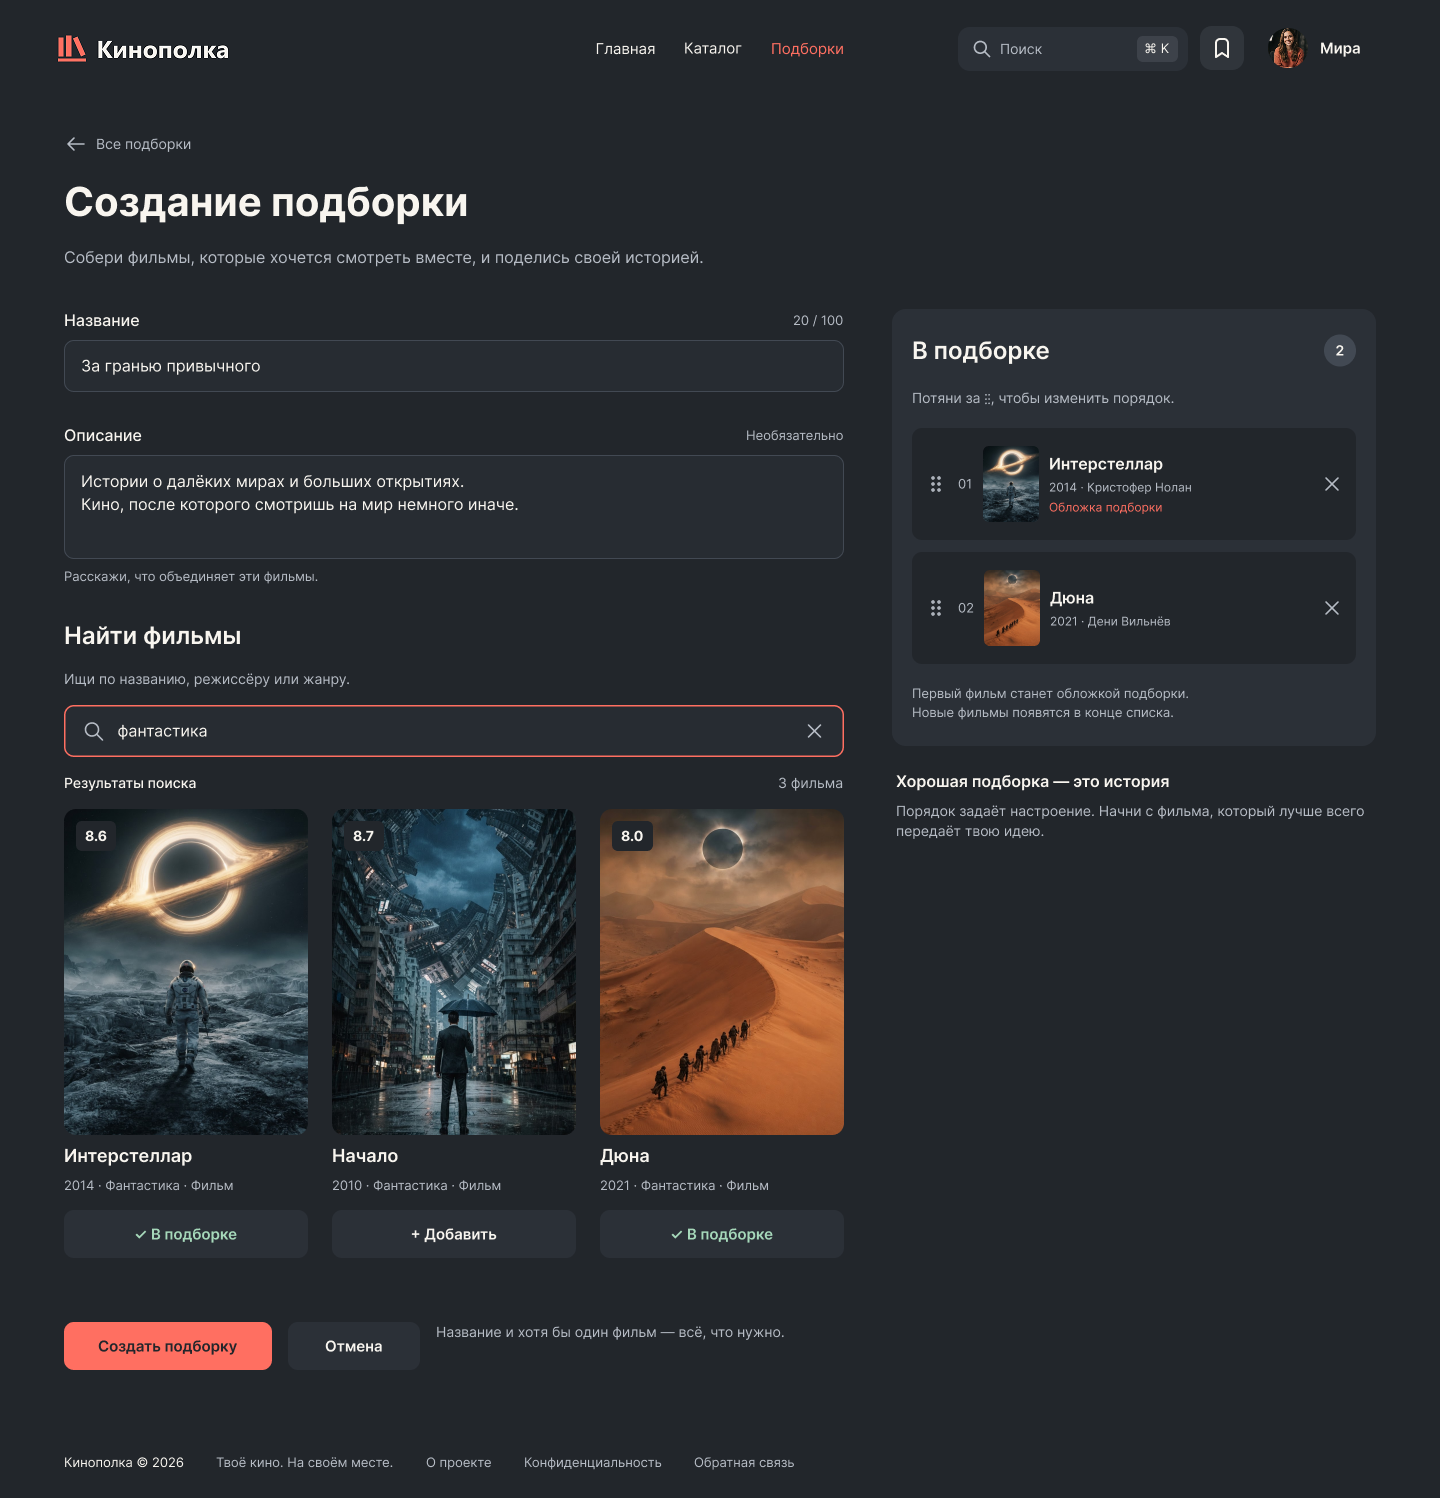 Кинополка
Главная
Каталог
Подборки
Поиск
⌘ K
Мира
Все подборки
Создание подборки
Собери фильмы, которые хочется смотреть вместе, и поделись своей историей.
Название
20 / 100
За гранью привычного
Описание
Необязательно
Истории о далёких мирах и больших открытиях.
Кино, после которого смотришь на мир немного иначе.
Расскажи, что объединяет эти фильмы.
Найти фильмы
Ищи по названию, режиссёру или жанру.
фантастика
Результаты поиска
3 фильма
8.6
8.7
8.0
Интерстеллар
Начало
Дюна
2014 · Фантастика · Фильм
2010 · Фантастика · Фильм
2021 · Фантастика · Фильм
✓ В подборке
+ Добавить
✓ В подборке
Создать подборку
Отмена
Название и хотя бы один фильм — всё, что нужно.
В подборке
2
Потяни за ⣿, чтобы изменить порядок.
01
Интерстеллар
2014 · Кристофер Нолан
Обложка подборки
02
Дюна
2021 · Дени Вильнёв
Первый фильм станет обложкой подборки.
Новые фильмы появятся в конце списка.
Хорошая подборка — это история
Порядок задаёт настроение. Начни с фильма, который лучше всего
передаёт твою идею.
Кинополка © 2026
Твоё кино. На своём месте.
О проекте
Конфиденциальность
Обратная связь